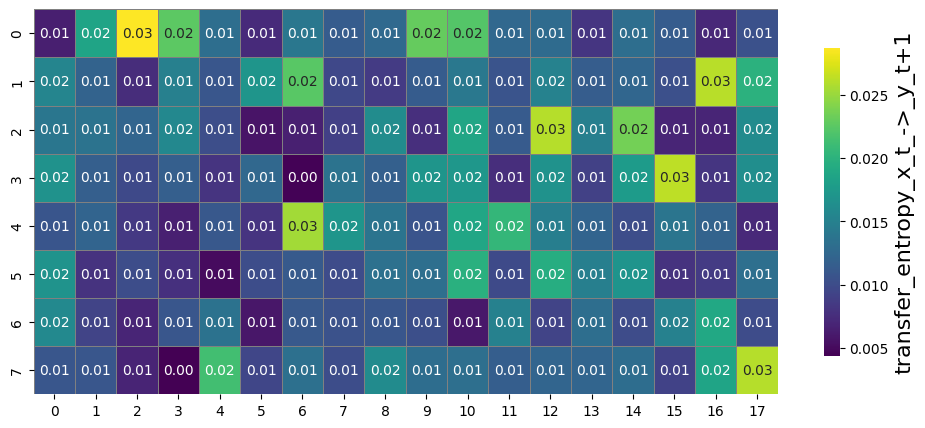 0 0.01 0.02 0.03 0.02 0.01 0.01 0.01 0.01 0.01 0.02 0.02 0.01 0.01 0.01 0.01 0.01 0.01 0.01
1 0.02 0.01 0.01 0.01 0.01 0.02 0.02 0.01 0.01 0.01 0.01 0.01 0.02 0.01 0.01 0.01 0.03 0.02
2 0.01 0.01 0.01 0.02 0.01 0.01 0.01 0.01 0.02 0.01 0.02 0.01 0.03 0.01 0.02 0.01 0.01 0.02
3 0.02 0.01 0.01 0.01 0.01 0.01 0.00 0.01 0.01 0.02 0.02 0.01 0.02 0.01 0.02 0.03 0.01 0.02
4 0.01 0.01 0.01 0.01 0.01 0.01 0.03 0.02 0.01 0.01 0.02 0.02 0.01 0.01 0.01 0.01 0.01 0.01
5 0.02 0.01 0.01 0.01 0.01 0.01 0.01 0.01 0.01 0.01 0.02 0.01 0.02 0.01 0.02 0.01 0.01 0.01
6 0.02 0.01 0.01 0.01 0.01 0.01 0.01 0.01 0.01 0.01 0.01 0.01 0.01 0.01 0.01 0.02 0.02 0.01
7 0.01 0.01 0.01 0.00 0.02 0.01 0.01 0.01 0.02 0.01 0.01 0.01 0.01 0.01 0.01 0.01 0.02 0.03
0 1 2 3 4 5 6 7 8 9 10 11 12 13 14 15 16 17
0.025
0.020
0.015
0.010
0.005
transfer_entropy_x_t_->_y_t+1